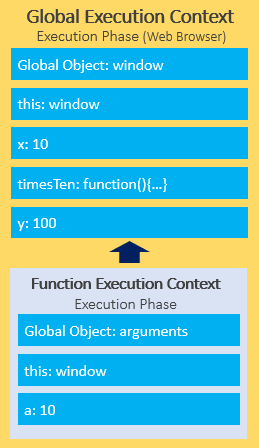 Global Execution Context
Execution Phase (Web Browser)
Global Object: window
this: window
x: 10
timesTen: function(){...}
y: 100
Function Execution Context
Execution Phase
Global Object: arguments
this: window
a: 10